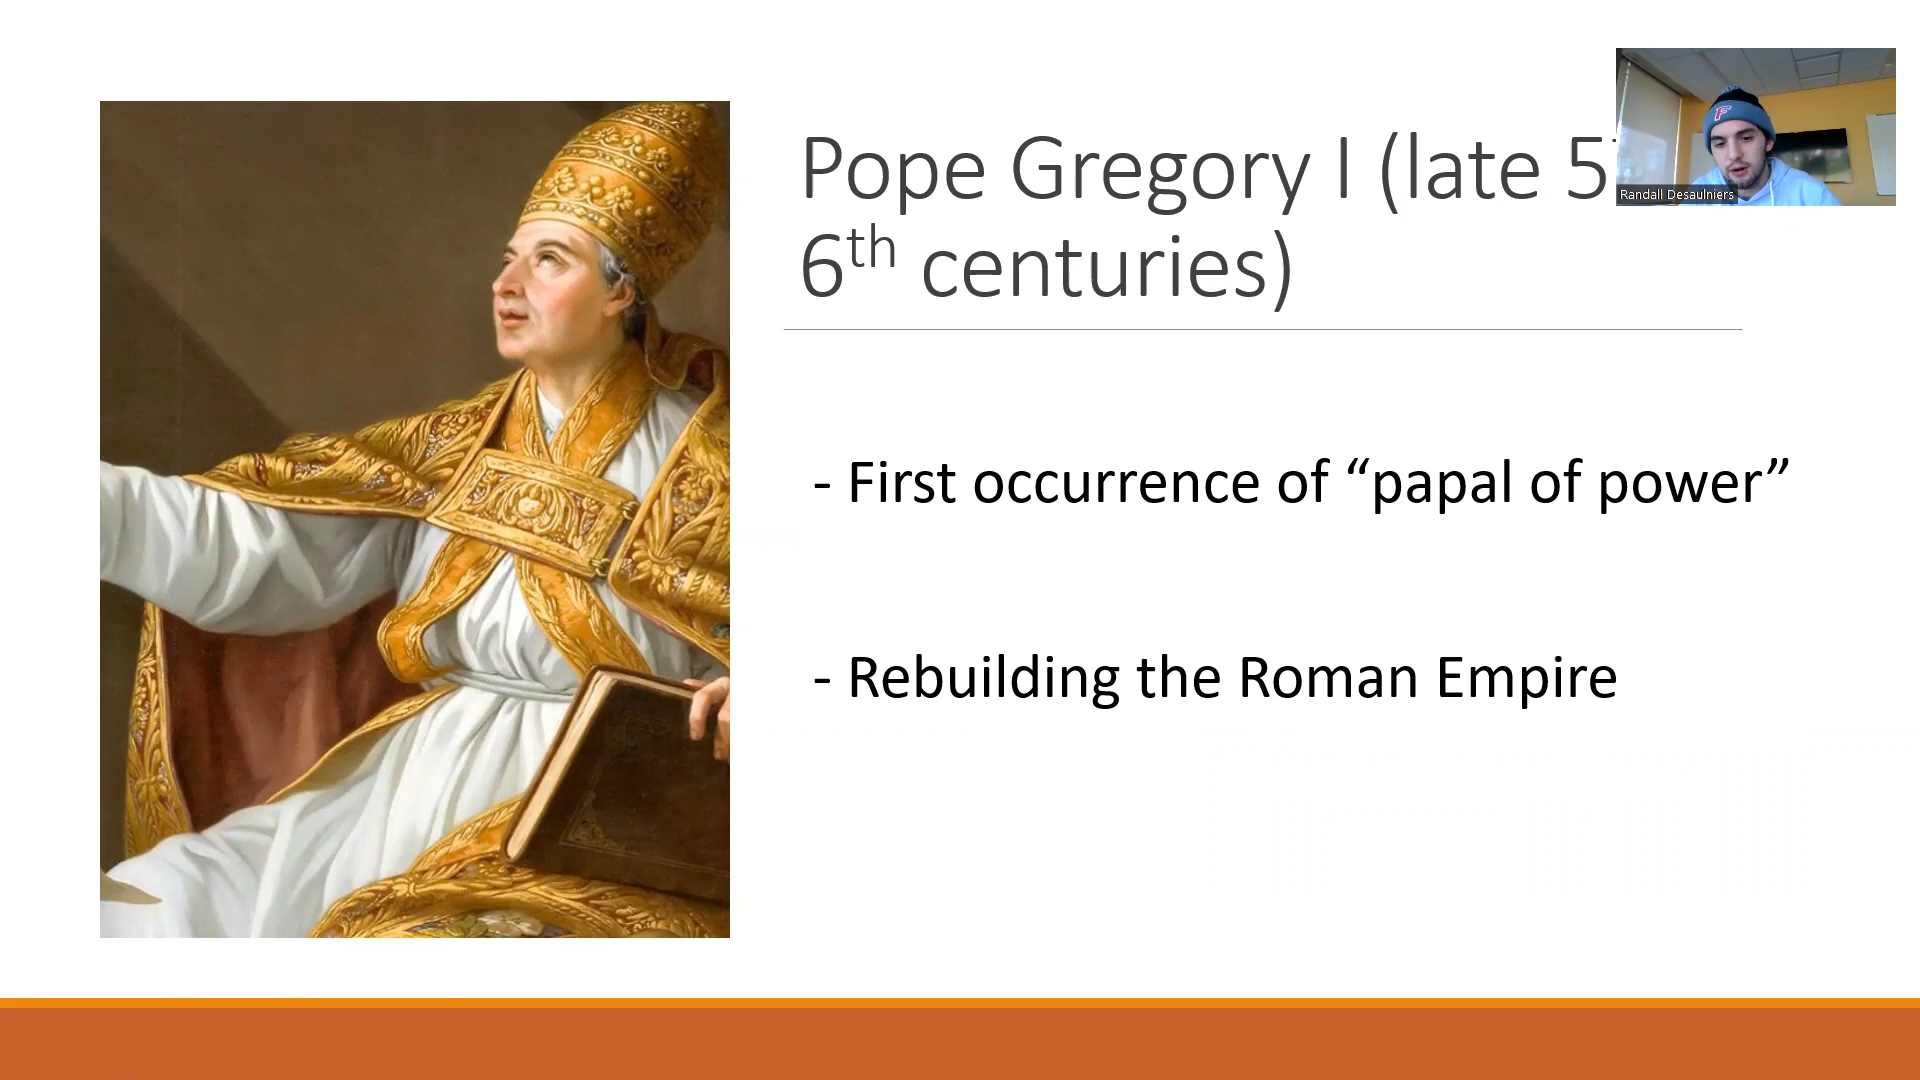 Pope Gregory I (late 5
6th centuries)
Randall Desaulniers
F
- First occurrence of “papal of power”
- Rebuilding the Roman Empire